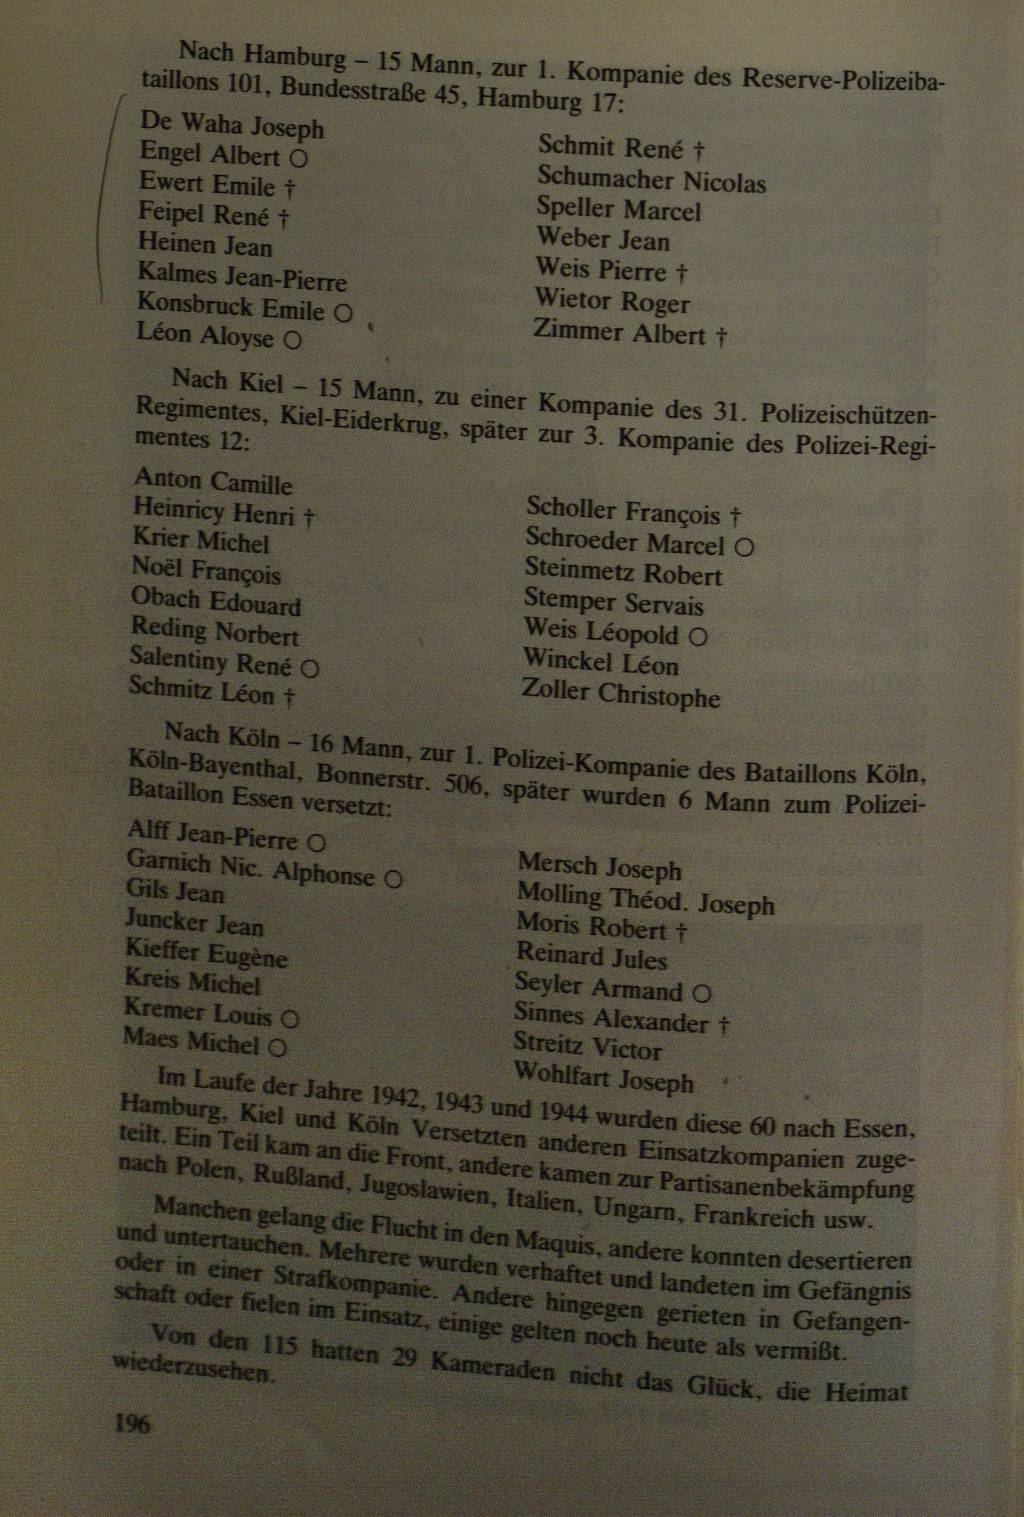 Nach Hamburg – 15 Mann, zur 1. Kompanie des Reserve-Polizeiba-
taillons 101, Bundesstraße 45, Hamburg 17:
De Waha Joseph
Engel Albert ○
Ewert Emile †
Feipel René †
Heinen Jean
Kalmes Jean-Pierre
Konsbruck Emile ○
Léon Aloyse ○
Schmit René †
Schumacher Nicolas
Speller Marcel
Weber Jean
Weis Pierre †
Wietor Roger
Zimmer Albert †
Nach Kiel – 15 Mann, zu einer Kompanie des 31. Polizeischützen-
Regimentes, Kiel-Eiderkrug, später zur 3. Kompanie des Polizei-Regi-
mentes 12:
Anton Camille
Heinricy Henri †
Krier Michel
Noël François
Obach Edouard
Reding Norbert
Salentiny René ○
Schmitz Léon †
Scholler François †
Schroeder Marcel ○
Steinmetz Robert
Stemper Servais
Weis Léopold ○
Winckel Léon
Zoller Christophe
Nach Köln – 16 Mann, zur 1. Polizei-Kompanie des Bataillons Köln,
Köln-Bayenthal, Bonnerstr. 506, später wurden 6 Mann zum Polizei-
Bataillon Essen versetzt:
Alff Jean-Pierre ○
Garnich Nic. Alphonse ○
Gils Jean
Juncker Jean
Kieffer Eugène
Kreis Michel
Kremer Louis ○
Maes Michel ○
Mersch Joseph
Molling Théod. Joseph
Moris Robert †
Reinard Jules
Seyler Armand ○
Sinnes Alexander †
Streitz Victor
Wohlfart Joseph
Im Laufe der Jahre 1942, 1943 und 1944 wurden diese 60 nach Essen,
Hamburg, Kiel und Köln Versetzten anderen Einsatzkompanien zuge-
teilt. Ein Teil kam an die Front, andere kamen zur Partisanenbekämpfung
nach Polen, Rußland, Jugoslawien, Italien, Ungarn, Frankreich usw.
Manchen gelang die Flucht in den Maquis, andere konnten desertieren
und untertauchen. Mehrere wurden verhaftet und landeten im Gefängnis
oder in einer Strafkompanie. Andere hingegen gerieten in Gefangen-
schaft oder fielen im Einsatz, einige gelten noch heute als vermißt.
Von den 115 hatten 29 Kameraden nicht das Glück, die Heimat
wiederzusehen.
196